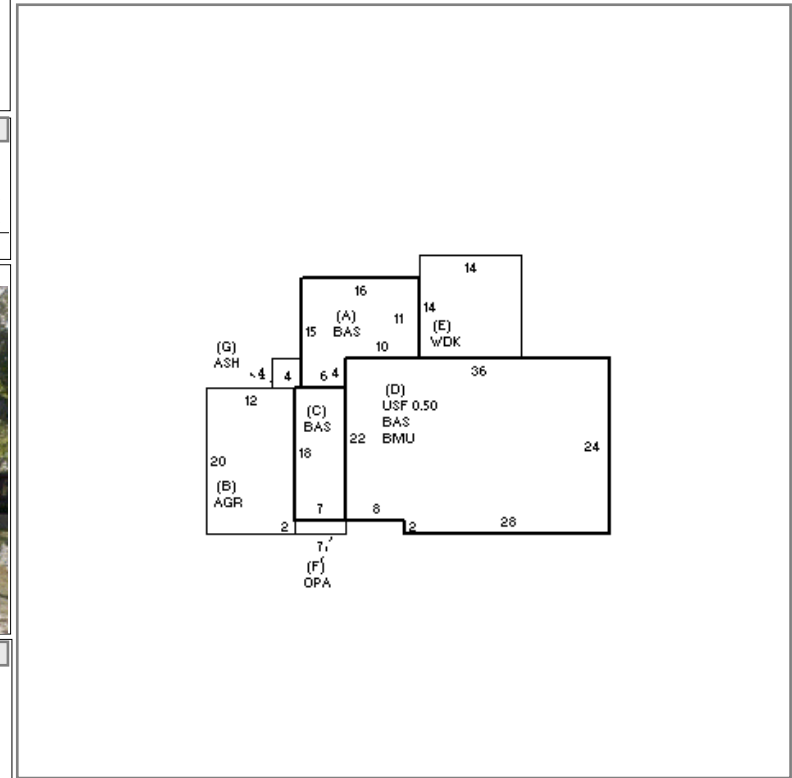 14
16
(A)
BAS
11
14
(E)
WDK
15
10
(G)
ASH
4
4
6
4
36
12
(D)
USF 0.50
BAS
BMU
(C)
BAS
22
24
18
20
(B)
AGR
7
8
2
2
28
7
(F)
OPA